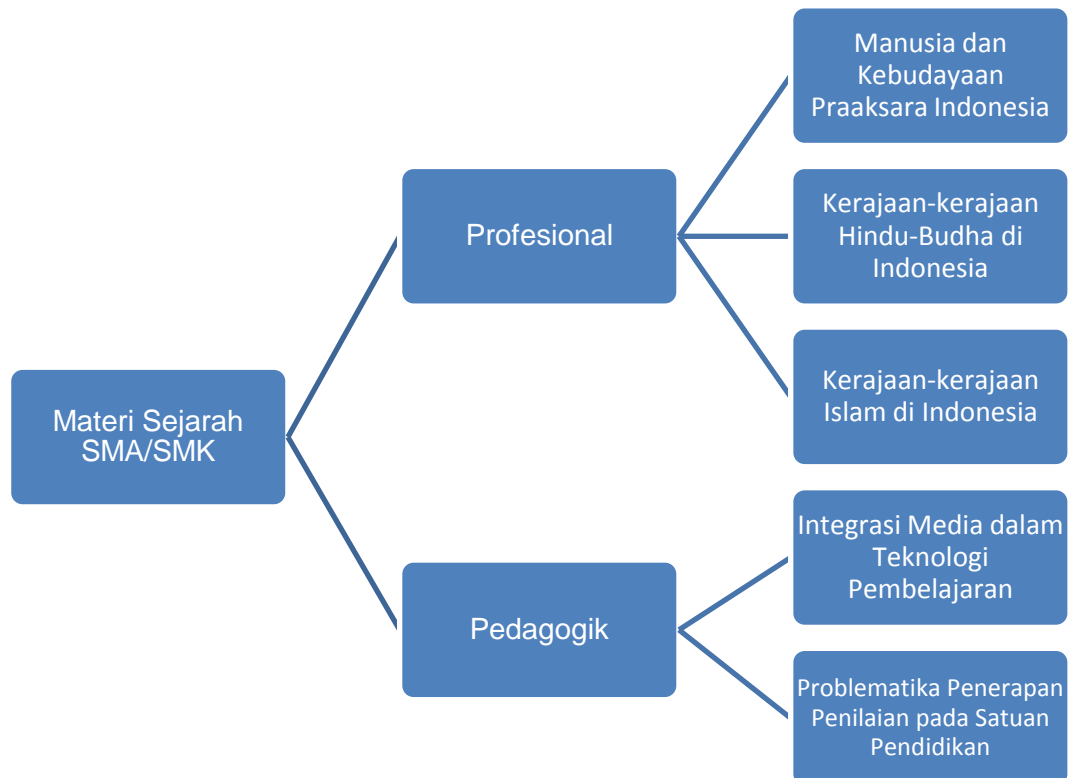 Manusia dan
Kebudayaan
Praaksara Indonesia
Profesional
Kerajaan-kerajaan
Hindu-Budha di
Indonesia
Kerajaan-kerajaan
Islam di Indonesia
Materi Sejarah
SMA/SMK
Integrasi Media dalam
Teknologi
Pembelajaran
Pedagogik
Problematika Penerapan
Penilaian pada Satuan
Pendidikan